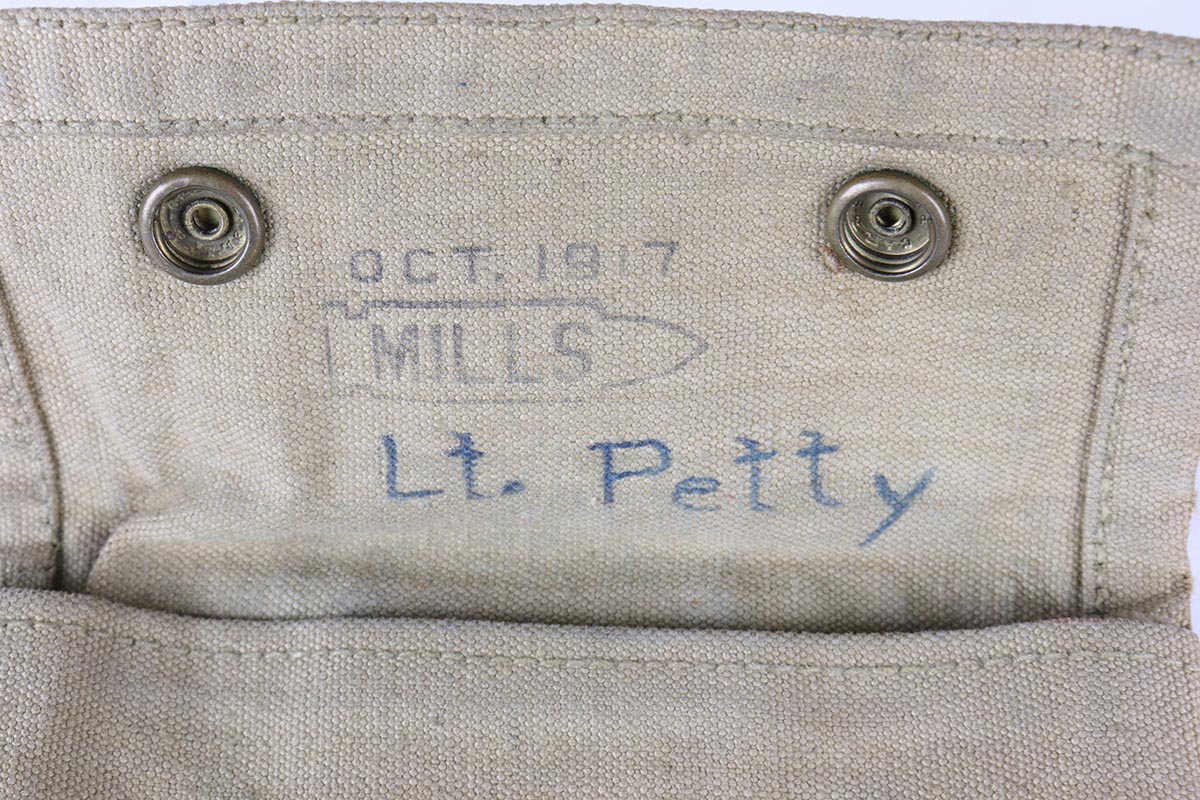 OCT. 1917
MILLS
Lt. Petty